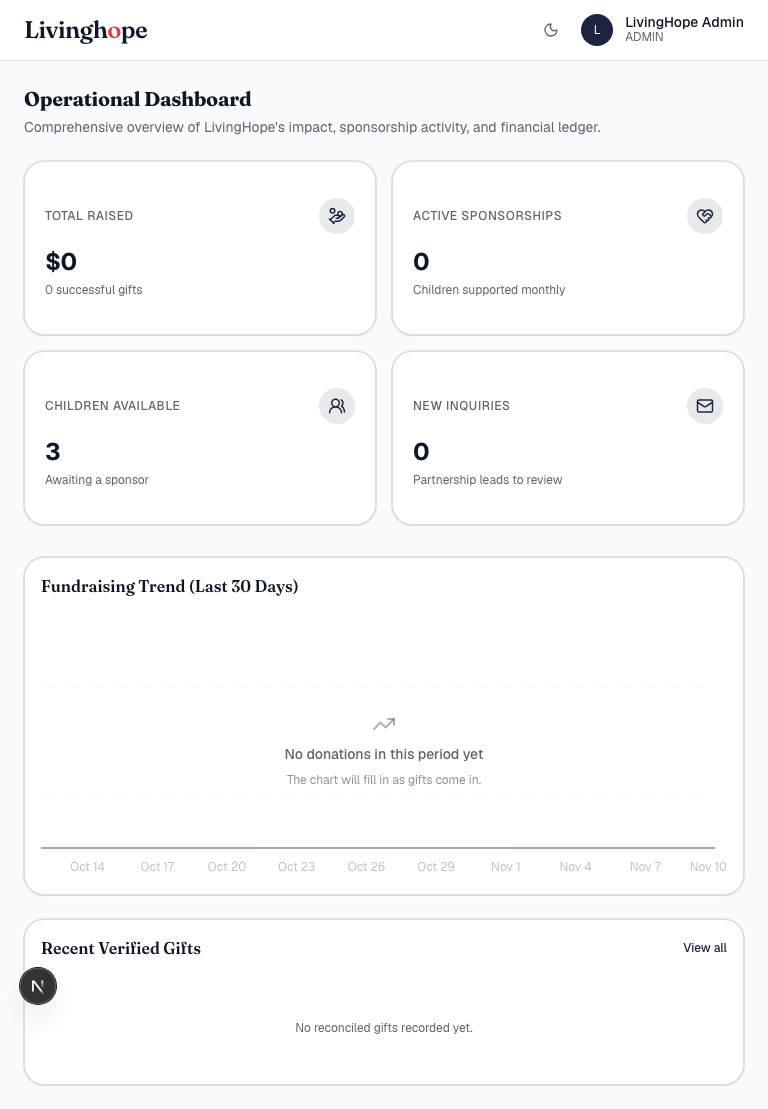 Livinghope
L
LivingHope Admin
ADMIN
Operational Dashboard
Comprehensive overview of LivingHope's impact, sponsorship activity, and financial ledger.
TOTAL RAISED
$0
0 successful gifts
ACTIVE SPONSORSHIPS
0
Children supported monthly
CHILDREN AVAILABLE
3
Awaiting a sponsor
NEW INQUIRIES
0
Partnership leads to review
Fundraising Trend (Last 30 Days)
No donations in this period yet
The chart will fill in as gifts come in.
Oct 14 Oct 17 Oct 20 Oct 23 Oct 26 Oct 29 Nov 1 Nov 4 Nov 7 Nov 10
Recent Verified Gifts
View all
N
No reconciled gifts recorded yet.